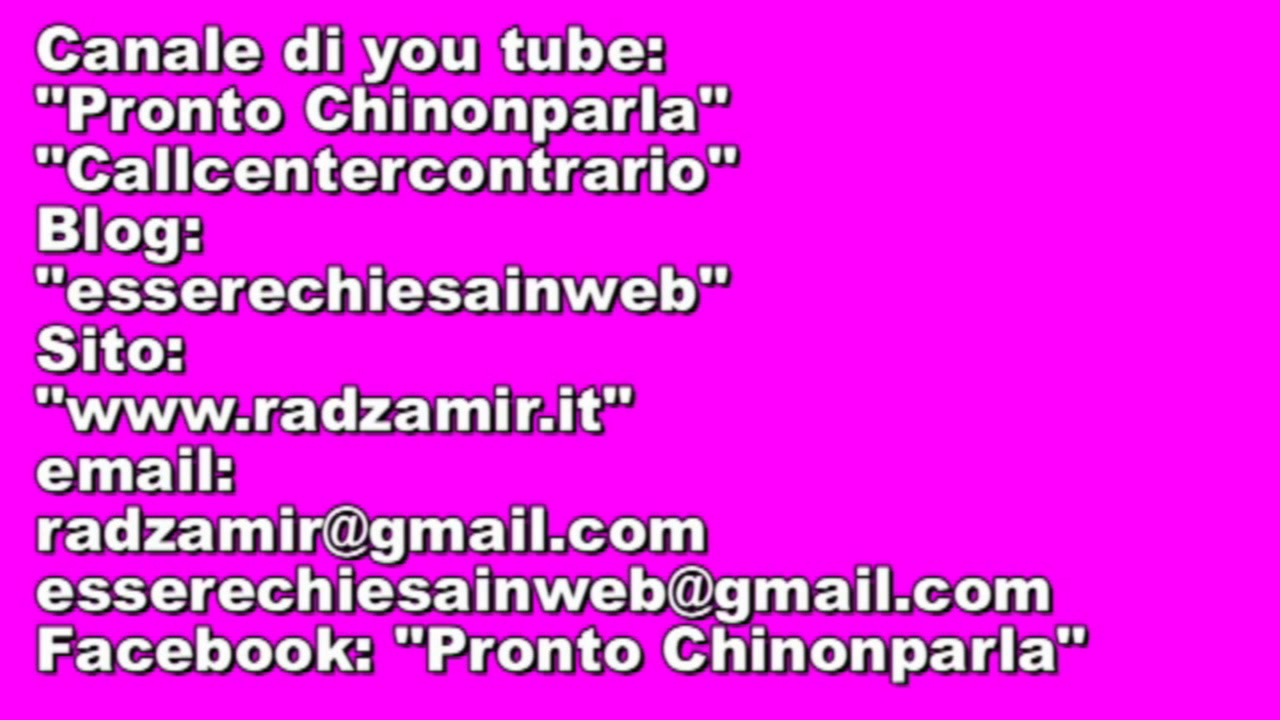 Canale di you tube:
"Pronto Chinonparla"
"Callcentercontrario"
Blog:
"esserechiesainweb"
Sito:
"www.radzamir.it"
email:
radzamir@gmail.com
esserechiesainweb@gmail.com
Facebook: "Pronto Chinonparla"